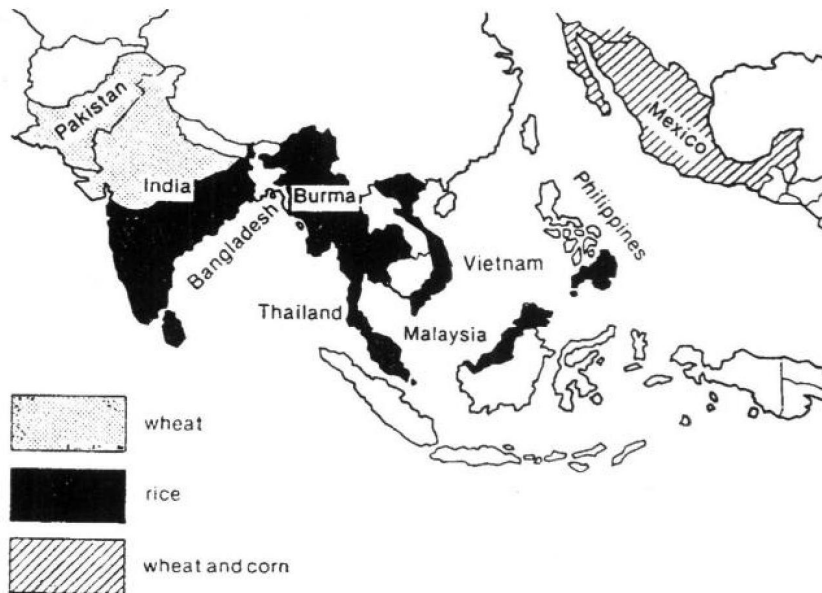 Pakistan
Mexico
India
Burma
Bangladesh
Philippines
Vietnam
Thailand
Malaysia
wheat
rice
wheat and corn